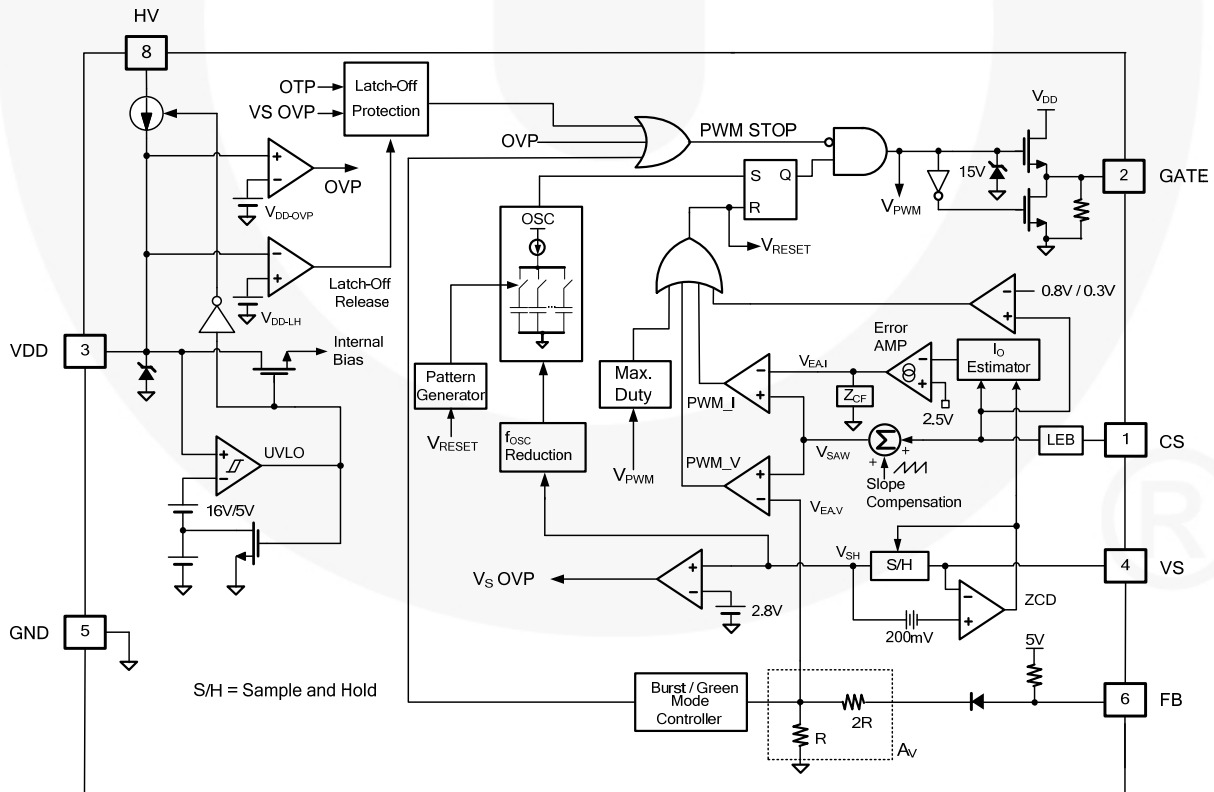 HV
8
OTP
VS OVP
Latch-Off
Protection
OVP
PWM STOP
VDD
15V
2
GATE
VPWM
S
Q
R
VRESET
OVP
VDD-OVP
OSC
...
Latch-Off
Release
VDD-LH
0.8V / 0.3V
Error
AMP
IO
Estimator
VDD
3
Internal
Bias
Pattern
Generator
VRESET
fOSC
Reduction
Max.
Duty
VPWM
PWM_I
VEA.I
ZCF
2.5V
1
CS
LEB
Σ
VSAW
+
+
Slope
Compensation
PWM_V
VEA.V
UVLO
16V/5V
VS OVP
2.8V
VSH
S/H
4
VS
ZCD
200mV
5V
GND
5
S/H = Sample and Hold
Burst / Green
Mode
Controller
2R
R
AV
6
FB
®